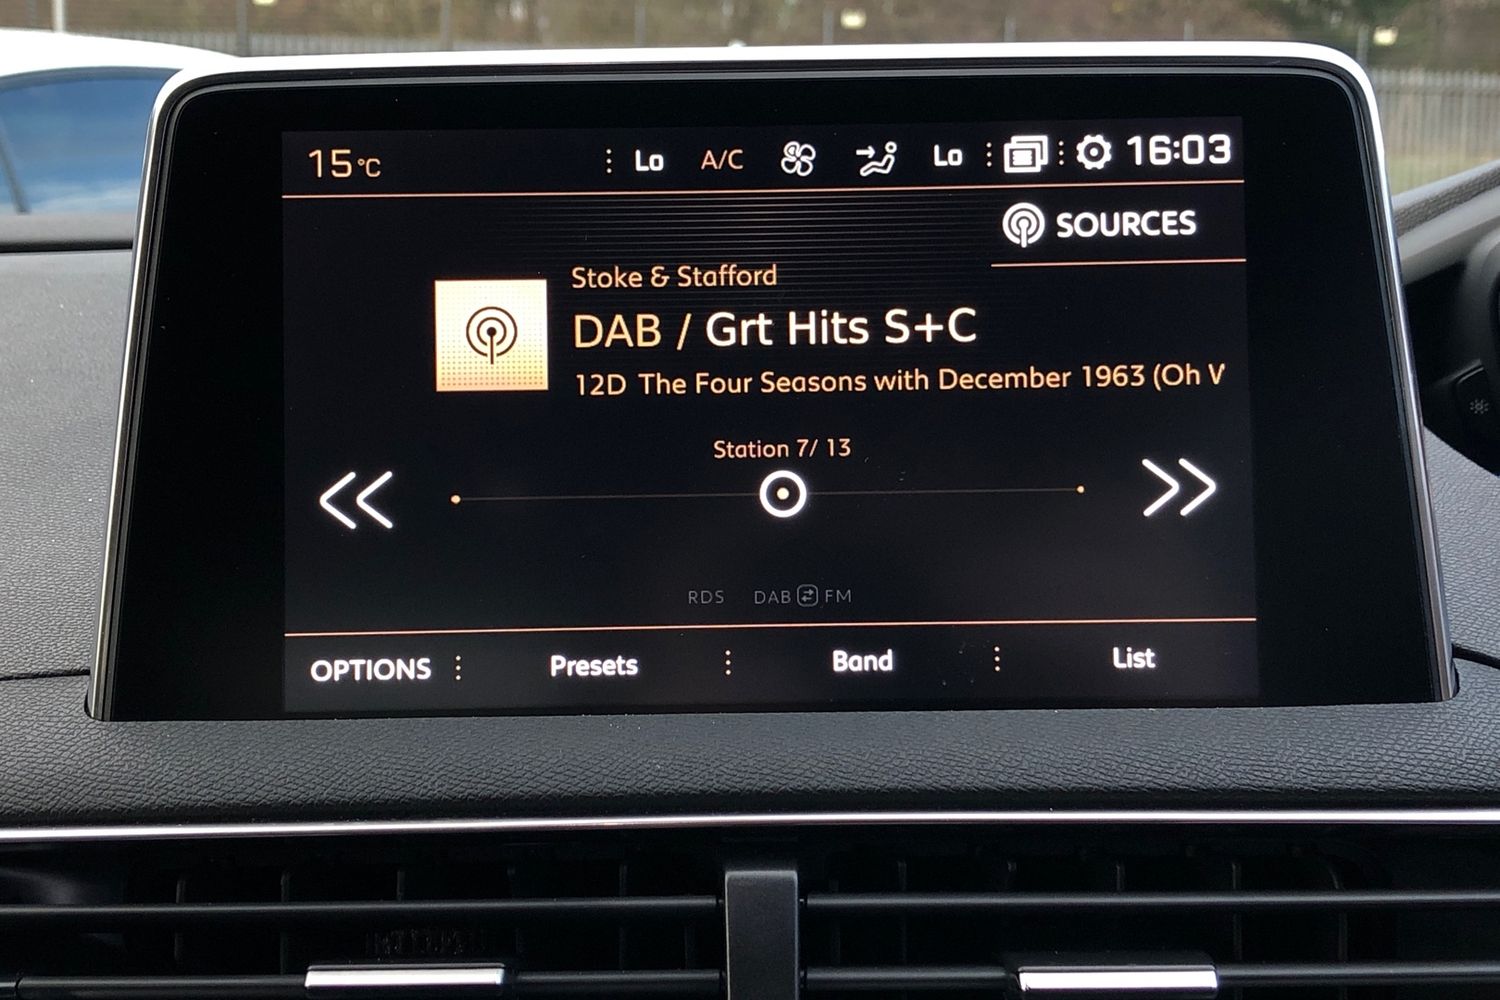 15°C Lo A/C Lo 16:03
SOURCES
Stoke & Stafford
DAB / Grt Hits S+C
12D The Four Seasons with December 1963 (Oh
Station 7/ 13
RDS DAB FM
OPTIONS Presets Band List